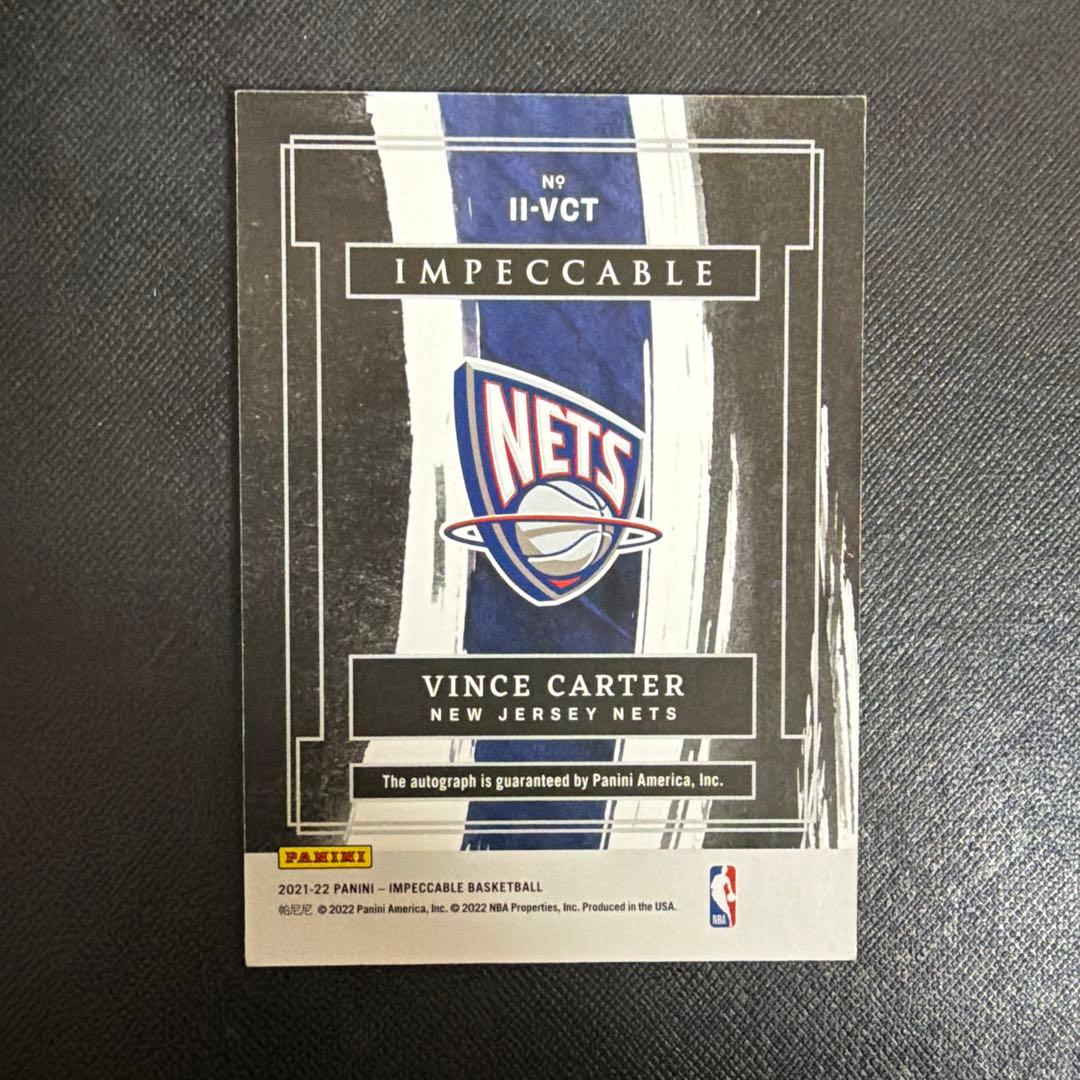 Nº
II-VCT
IMPECCABLE
NETS
VINCE CARTER
NEW JERSEY NETS
The autograph is guaranteed by Panini America, Inc.
PANINI
2021-22 PANINI – IMPECCABLE BASKETBALL
帕尼尼 © 2022 Panini America, Inc. © 2022 NBA Properties, Inc. Produced in the USA.
NBA